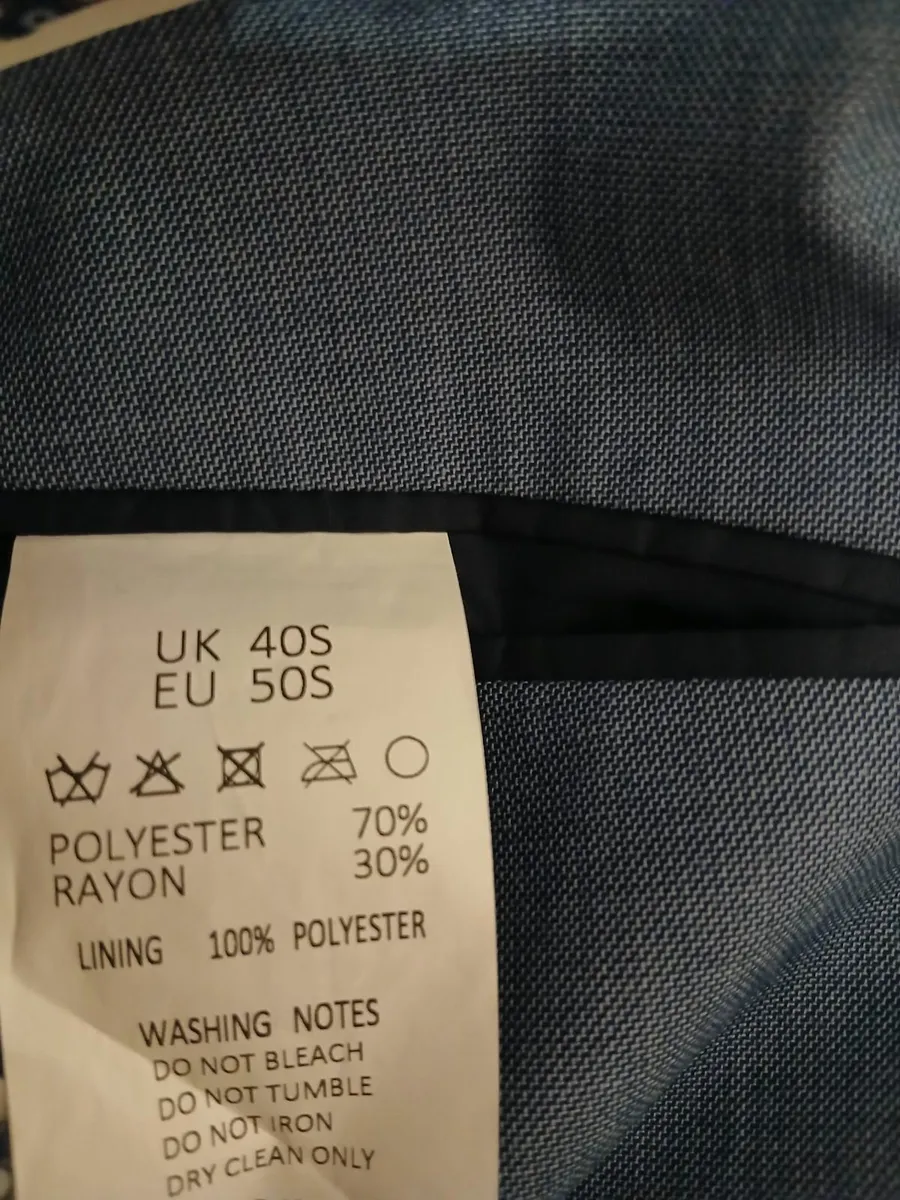 UK 40S
EU 50S
POLYESTER 70%
RAYON 30%
LINING 100% POLYESTER
WASHING NOTES
DO NOT BLEACH
DO NOT TUMBLE
DO NOT IRON
DRY CLEAN ONLY